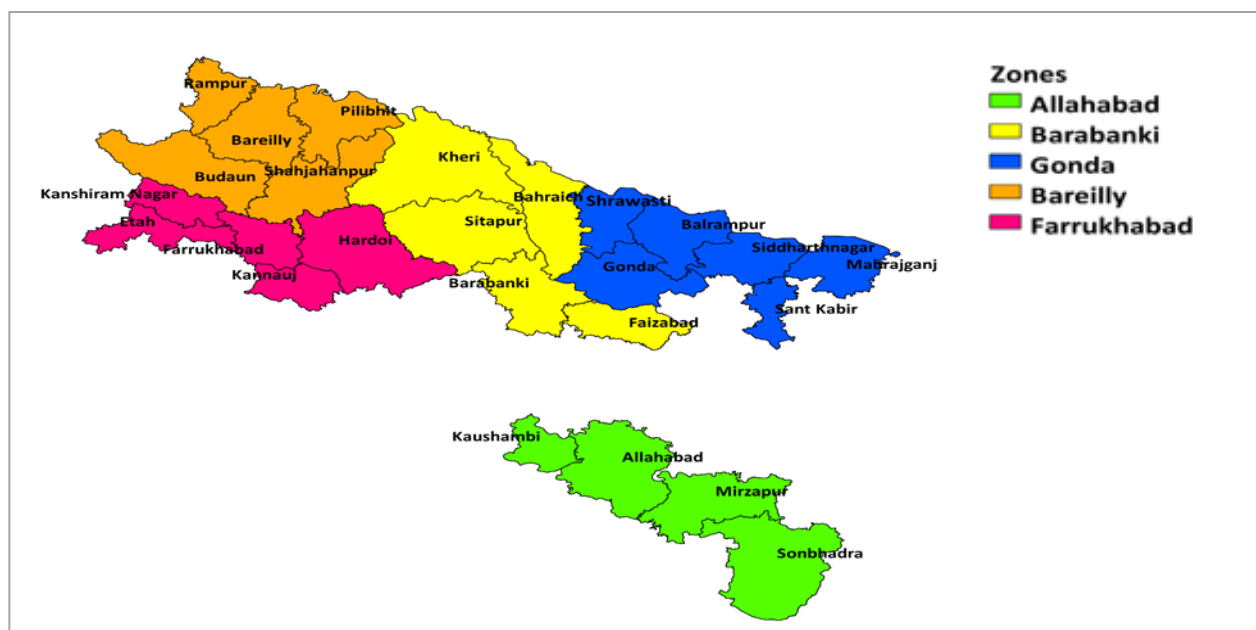 Zones
Allahabad
Barabanki
Gonda
Bareilly
Farrukhabad
Rampur
Pilibhit
Bareilly
Kheri
Shahjahanpur
Budaun
Kanshiram Nagar
Bahraich
Shrawasti
Etah
Sitapur
Balrampur
Farrukhabad
Hardoi
Siddharthnagar
Mahrajganj
Gonda
Kannauj
Barabanki
Sant Kabir
Faizabad
Kaushambi
Allahabad
Mirzapur
Sonbhadra